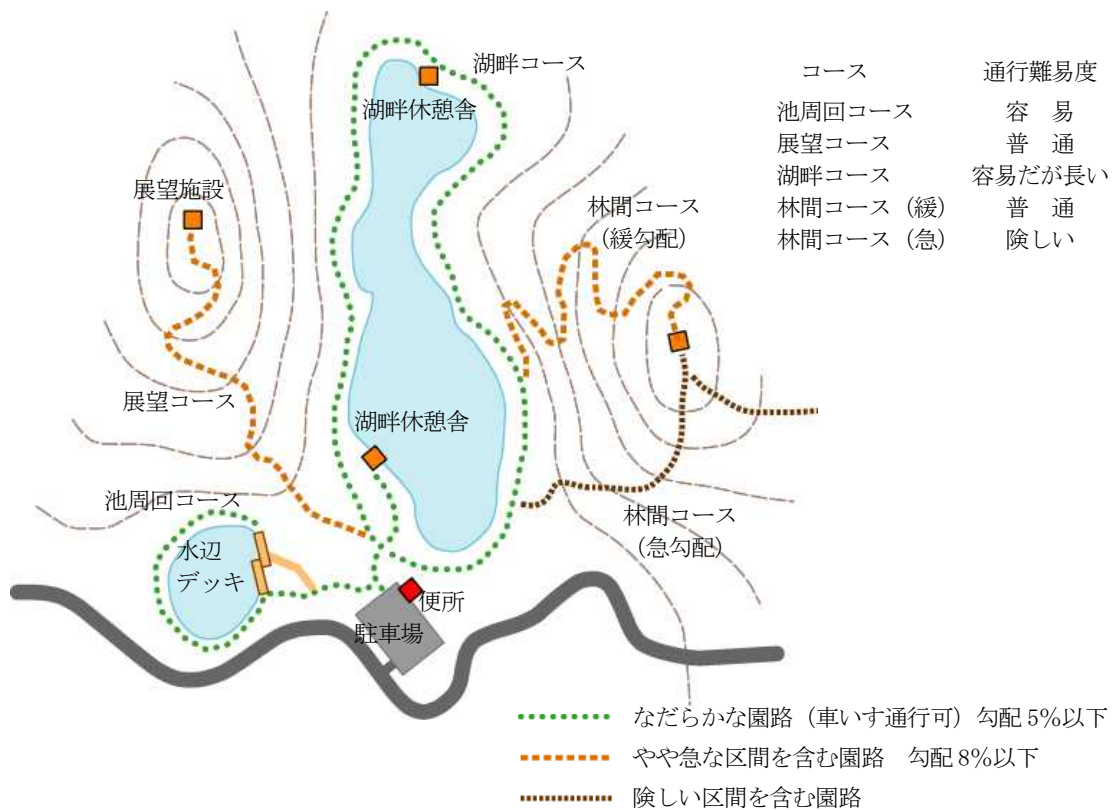 湖畔コース
湖畔休憩舎
展望施設
林間コース
（緩勾配）
展望コース
湖畔休憩舎
池周回コース
林間コース
（急勾配）
水辺
デッキ
便所
駐車場
コース 通行難易度
池周回コース 容 易
展望コース 普 通
湖畔コース 容易だが長い
林間コース（緩） 普 通
林間コース（急） 険しい
なだらかな園路（車いす通行可）勾配 5%以下
やや急な区間を含む園路 勾配 8%以下
険しい区間を含む園路